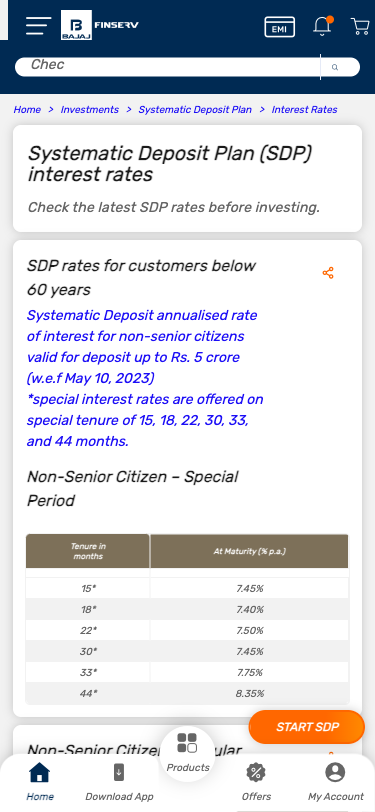 BAJAJ FINSERV
EMI
Chec
Home > Investments > Systematic Deposit Plan > Interest Rates
Systematic Deposit Plan (SDP)
interest rates
Check the latest SDP rates before investing.
SDP rates for customers below
60 years
Systematic Deposit annualised rate
of interest for non-senior citizens
valid for deposit up to Rs. 5 crore
(w.e.f May 10, 2023)
*special interest rates are offered on
special tenure of 15, 18, 22, 30, 33,
and 44 months.
Non-Senior Citizen – Special
Period
Tenure in
months
At Maturity (% p.a.)
15* 7.45%
18* 7.40%
22* 7.50%
30* 7.45%
33* 7.75%
44* 8.35%
START SDP
Non-Senior Citizen
Home
Download App
Products
Offers
My Account